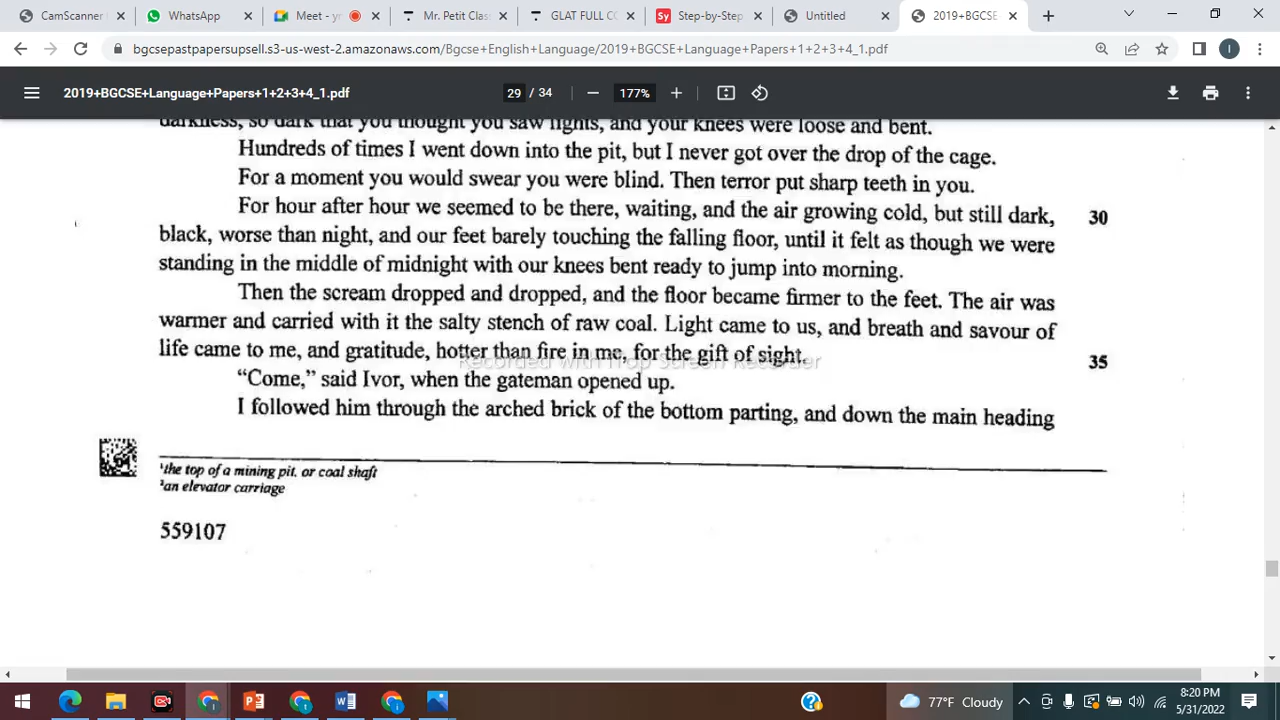 CamScanner
WhatsApp
Meet - yn
Mr. Petit Clas
GLAT FULL CO
Step-by-Step
Untitled
2019+BGCSE
bgcsepastpapersupsell.s3-us-west-2.amazonaws.com/Bgcse+English+Language/2019+BGCSE+Language+Papers+1+2+3+4_1.pdf
2019+BGCSE+Language+Papers+1+2+3+4_1.pdf
29 / 34
177%
darkness, so dark that you thought you saw lights, and your knees were loose and bent.
Hundreds of times I went down into the pit, but I never got over the drop of the cage.
For a moment you would swear you were blind. Then terror put sharp teeth in you.
For hour after hour we seemed to be there, waiting, and the air growing cold, but still dark, 30
black, worse than night, and our feet barely touching the falling floor, until it felt as though we were
standing in the middle of midnight with our knees bent ready to jump into morning.
Then the scream dropped and dropped, and the floor became firmer to the feet. The air was
warmer and carried with it the salty stench of raw coal. Light came to us, and breath and savour of
life came to me, and gratitude, hotter than fire in me, for the gift of sight. 35
Recorded with iTop Screen Recorder
“Come,” said Ivor, when the gateman opened up.
I followed him through the arched brick of the bottom parting, and down the main heading
¹the top of a mining pit. or coal shaft
²an elevator carriage
559107
77°F Cloudy
8:20 PM
5/31/2022